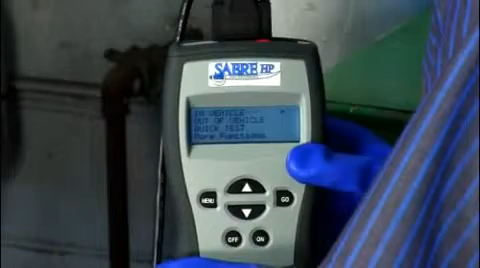 SABRE HP
IN VEHICLE
OUT OF VEHICLE
QUICK TEST
More Functions
MENU
GO
OFF
ON